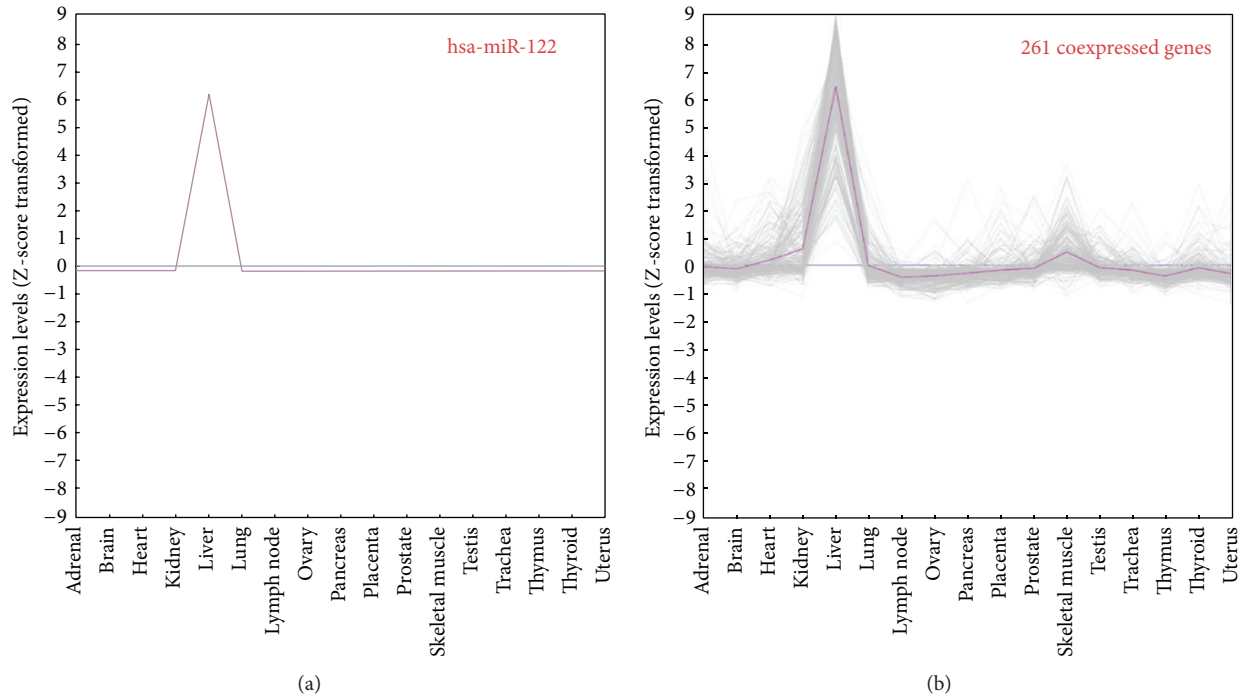 hsa-miR-122
Expression levels (Z-score transformed)
9
8
7
6
5
4
3
2
1
0
−1
−2
−3
−4
−5
−6
−7
−8
−9
Adrenal
Brain
Heart
Kidney
Liver
Lung
Lymph node
Ovary
Pancreas
Placenta
Prostate
Skeletal muscle
Testis
Trachea
Thymus
Thyroid
Uterus
(a)
261 coexpressed genes
Expression levels (Z-score transformed)
9
8
7
6
5
4
3
2
1
0
−1
−2
−3
−4
−5
−6
−7
−8
−9
Adrenal
Brain
Heart
Kidney
Liver
Lung
Lymph node
Ovary
Pancreas
Placenta
Prostate
Skeletal muscle
Testis
Trachea
Thymus
Thyroid
Uterus
(b)